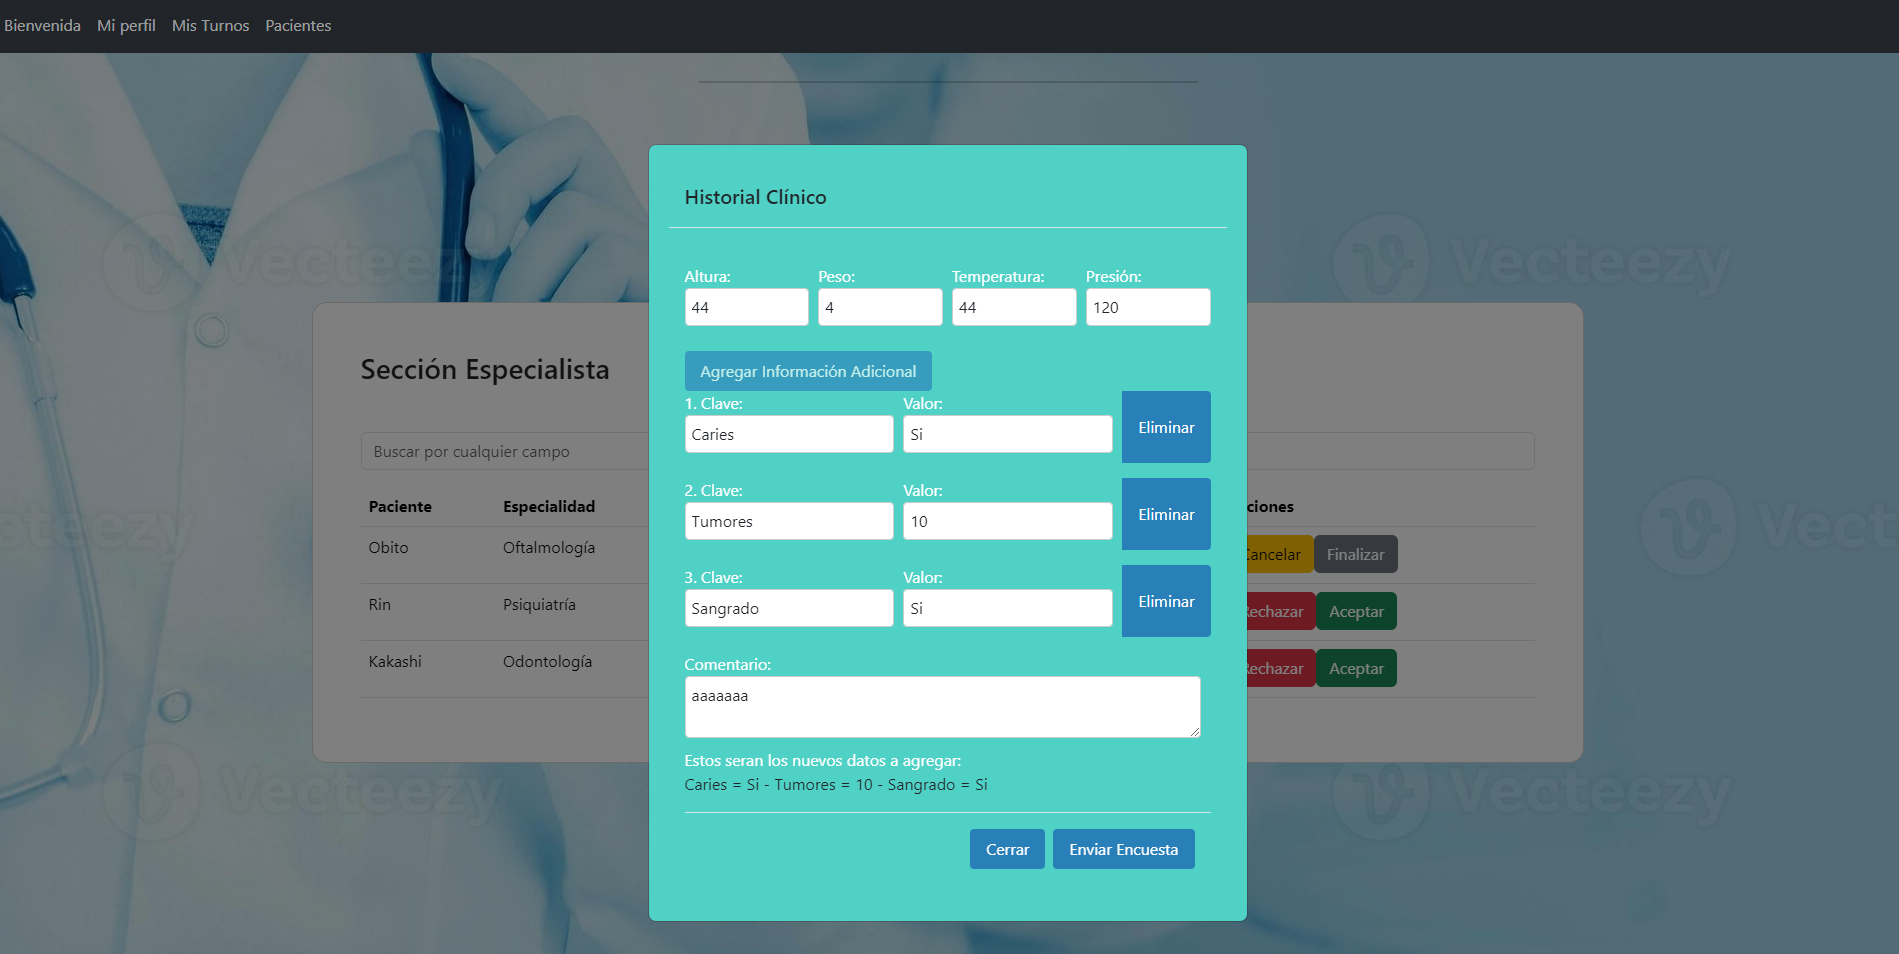 Bienvenida Mi perfil Mis Turnos Pacientes
Vecteezy
Vecteezy
Historial Clínico
Altura: Peso: Temperatura: Presión:
44 4 44 120
Sección Especialista
Agregar Información Adicional
1. Clave: Valor:
Caries Si Eliminar
Buscar por cualquier campo
2. Clave: Valor:
Tumores 10 Eliminar
3. Clave: Valor:
Sangrado Si Eliminar
Paciente Especialidad ciones
Obito Oftalmología Cancelar Finalizar
Rin Psiquiatría Rechazar Aceptar
Kakashi Odontología Rechazar Aceptar
cteezy
Vect
Comentario:
aaaaaaa
Estos seran los nuevos datos a agregar:
Caries = Si - Tumores = 10 - Sangrado = Si
Cerrar Enviar Encuesta
Vecteezy
Vecteezy